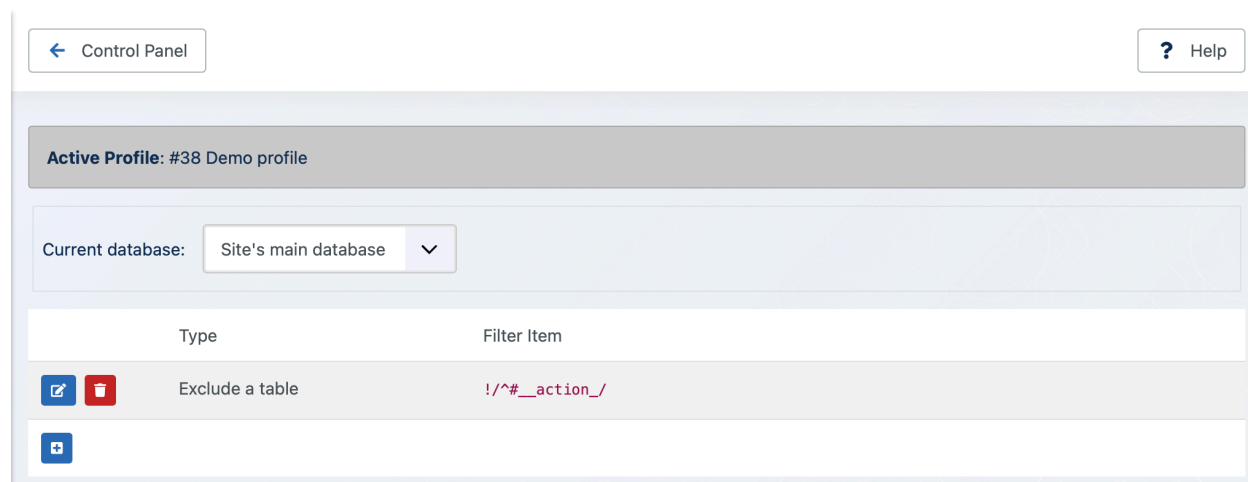 Control Panel
? Help
Active Profile: #38 Demo profile
Current database: Site's main database
Type Filter Item
Exclude a table !/^#__action_/